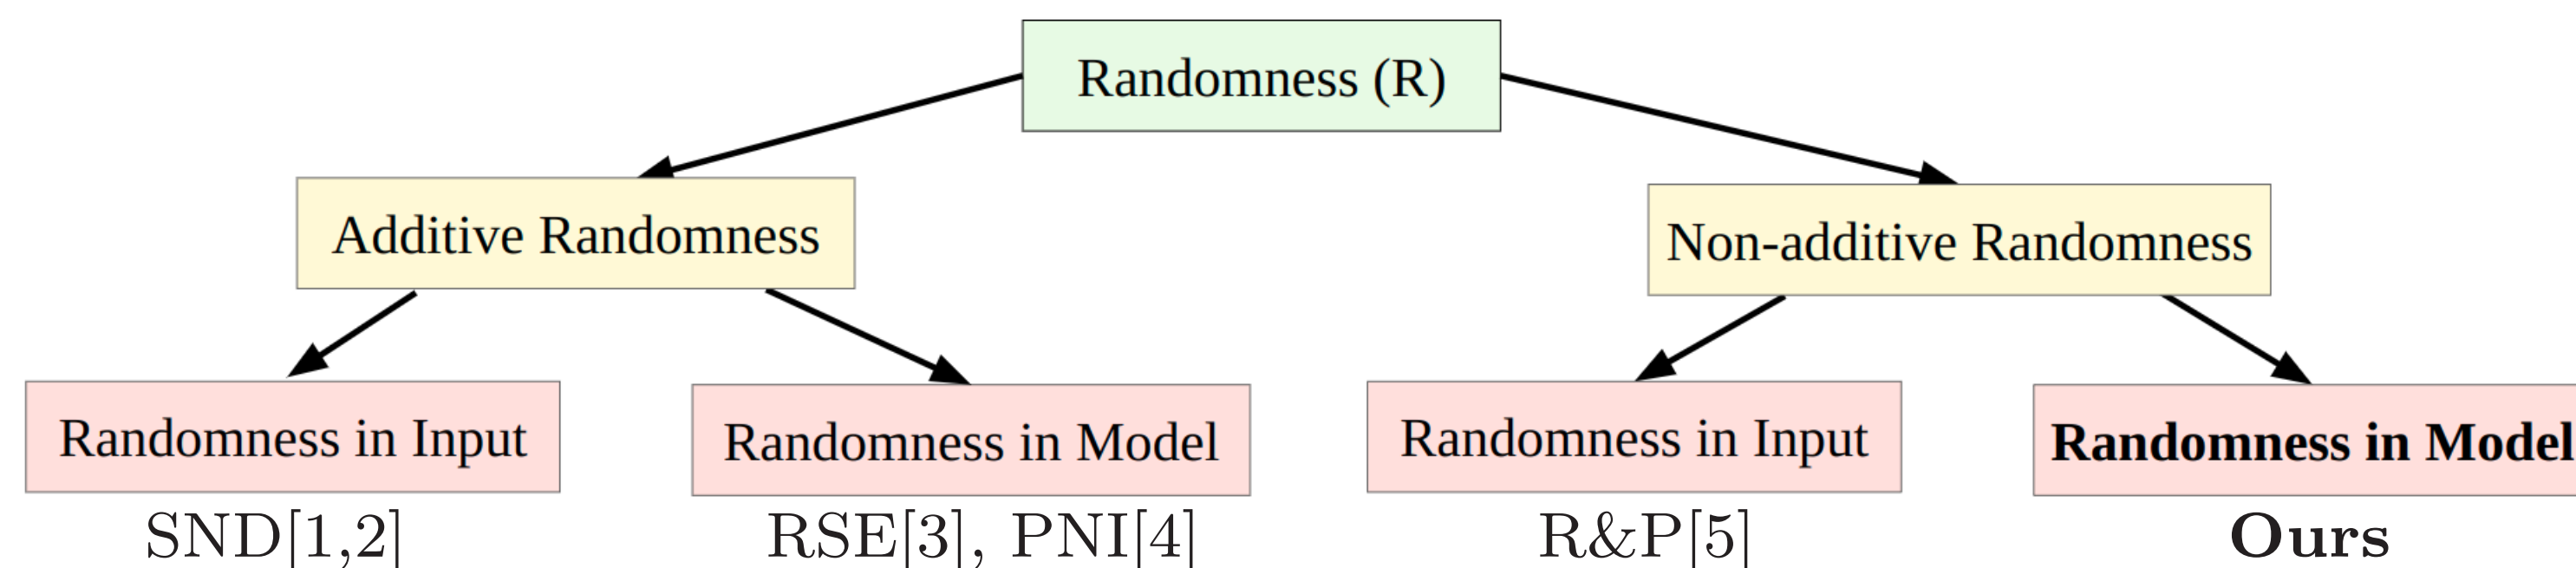 Randomness (R)
Additive Randomness
Non-additive Randomness
Randomness in Input
Randomness in Model
Randomness in Input
Randomness in Model
SND[1,2]
RSE[3], PNI[4]
R&P[5]
Ours